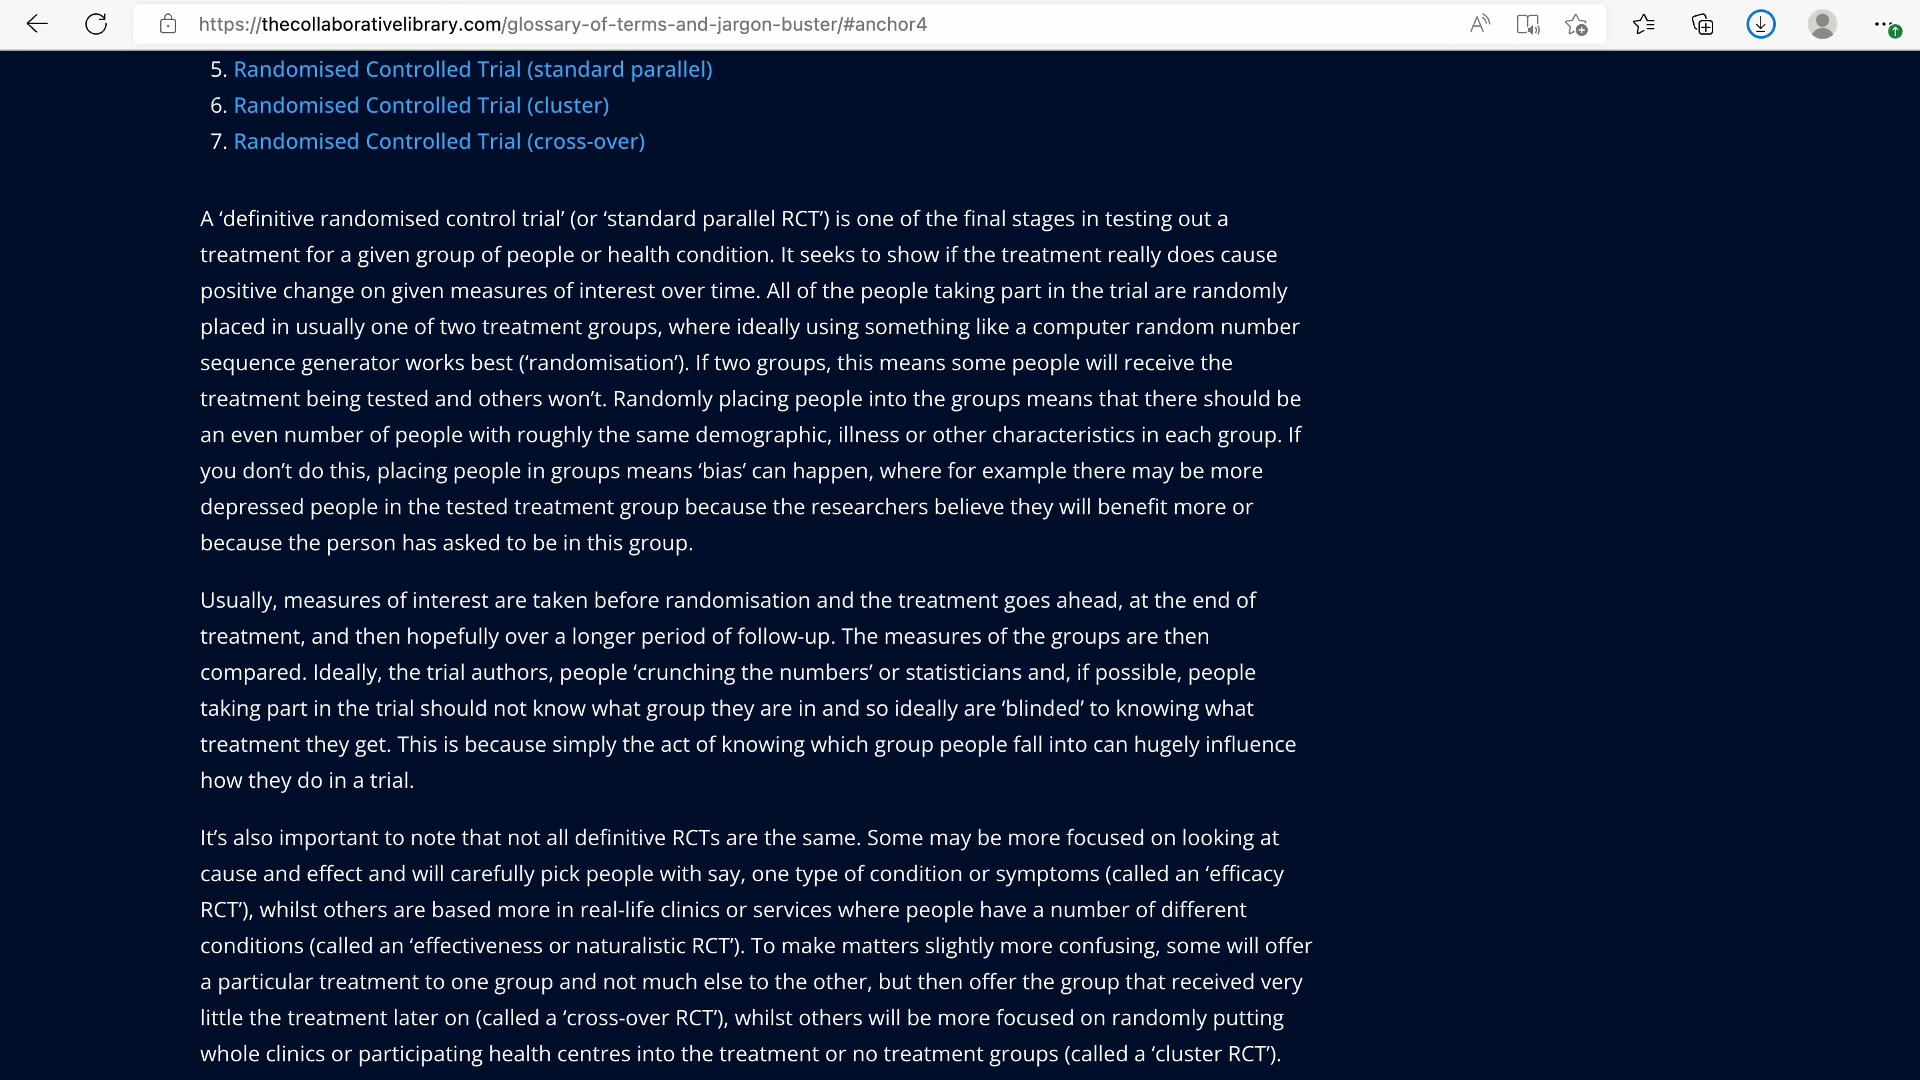 https://thecollaborativelibrary.com/glossary-of-terms-and-jargon-buster/#anchor4
5. Randomised Controlled Trial (standard parallel)
6. Randomised Controlled Trial (cluster)
7. Randomised Controlled Trial (cross-over)
A ‘definitive randomised control trial’ (or ‘standard parallel RCT’) is one of the final stages in testing out a
treatment for a given group of people or health condition. It seeks to show if the treatment really does cause
positive change on given measures of interest over time. All of the people taking part in the trial are randomly
placed in usually one of two treatment groups, where ideally using something like a computer random number
sequence generator works best (‘randomisation’). If two groups, this means some people will receive the
treatment being tested and others won’t. Randomly placing people into the groups means that there should be
an even number of people with roughly the same demographic, illness or other characteristics in each group. If
you don’t do this, placing people in groups means ‘bias’ can happen, where for example there may be more
depressed people in the tested treatment group because the researchers believe they will benefit more or
because the person has asked to be in this group.
Usually, measures of interest are taken before randomisation and the treatment goes ahead, at the end of
treatment, and then hopefully over a longer period of follow-up. The measures of the groups are then
compared. Ideally, the trial authors, people ‘crunching the numbers’ or statisticians and, if possible, people
taking part in the trial should not know what group they are in and so ideally are ‘blinded’ to knowing what
treatment they get. This is because simply the act of knowing which group people fall into can hugely influence
how they do in a trial.
It’s also important to note that not all definitive RCTs are the same. Some may be more focused on looking at
cause and effect and will carefully pick people with say, one type of condition or symptoms (called an ‘efficacy
RCT’), whilst others are based more in real-life clinics or services where people have a number of different
conditions (called an ‘effectiveness or naturalistic RCT’). To make matters slightly more confusing, some will offer
a particular treatment to one group and not much else to the other, but then offer the group that received very
little the treatment later on (called a ‘cross-over RCT’), whilst others will be more focused on randomly putting
whole clinics or participating health centres into the treatment or no treatment groups (called a ‘cluster RCT’).